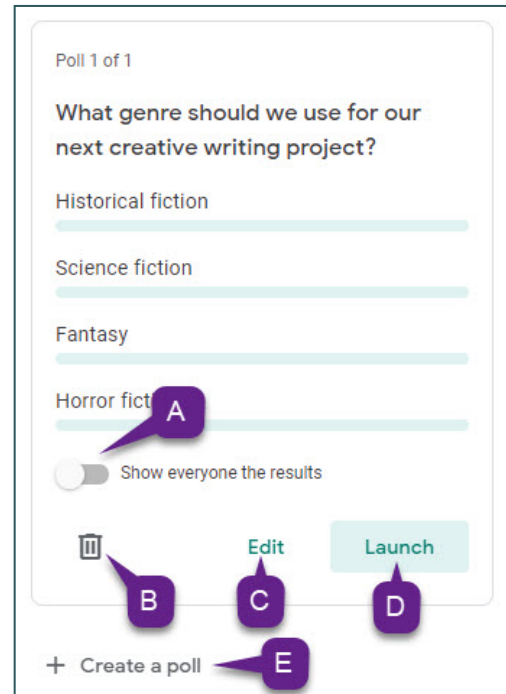 Poll 1 of 1
What genre should we use for our
next creative writing project?
Historical fiction
Science fiction
Fantasy
Horror ficti
A
Show everyone the results
Edit
Launch
B
C
D
+ Create a poll
E